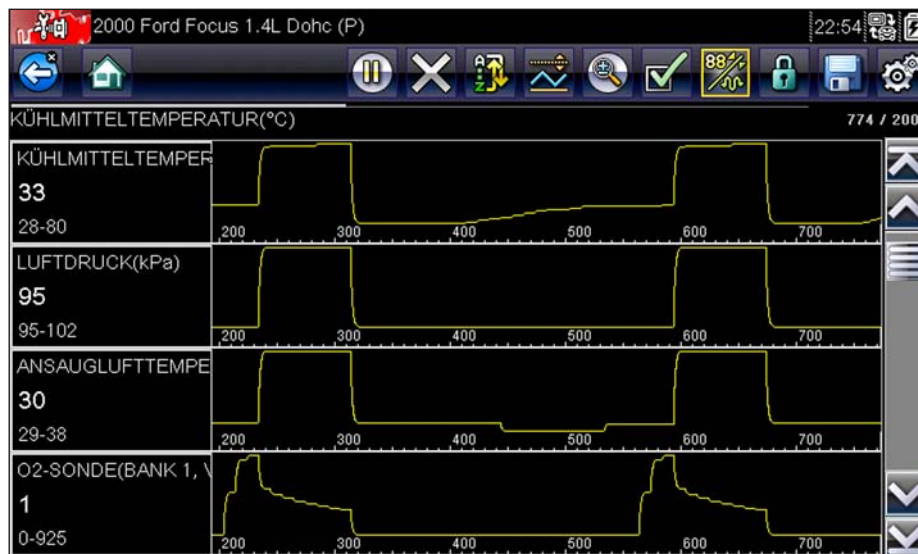 2000 Ford Focus 1.4L Dohc (P)
22:54
KÜHLMITTELTEMPERATUR(°C)
774 / 200
KÜHLMITTELTEMPER
33
28-80
200 300 400 500 600 700
LUFTDRUCK(kPa)
95
95-102
200 300 400 500 600 700
ANSAUGLUFTTEMPE
30
29-38
200 300 400 500 600 700
O2-SONDE(BANK 1, V
1
0-925
200 300 400 500 600 700